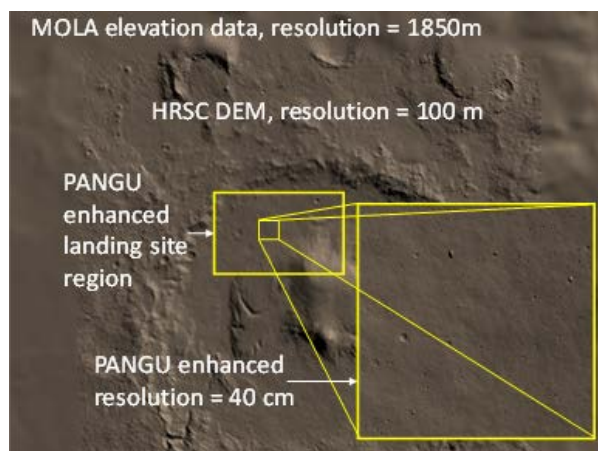 MOLA elevation data, resolution = 1850m
HRSC DEM, resolution = 100 m
PANGU
enhanced
landing site
region
PANGU enhanced
resolution = 40 cm